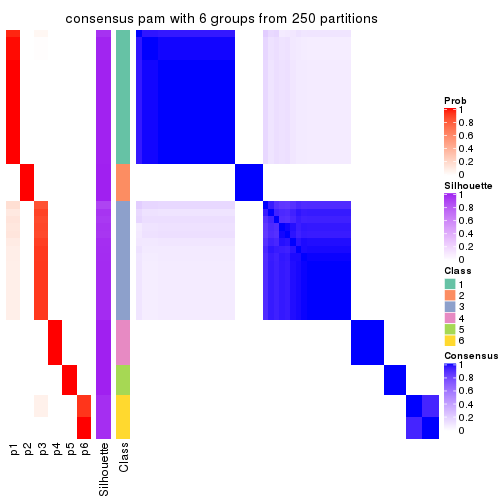 consensus pam with 6 groups from 250 partitions
Prob
1
0.8
0.6
0.4
0.2
0
Silhouette
1
0.8
0.6
0.4
0.2
0
Class
1
2
3
4
5
6
Consensus
1
0.8
0.6
0.4
0.2
0
p1
p2
p3
p4
p5
p6
Silhouette
Class